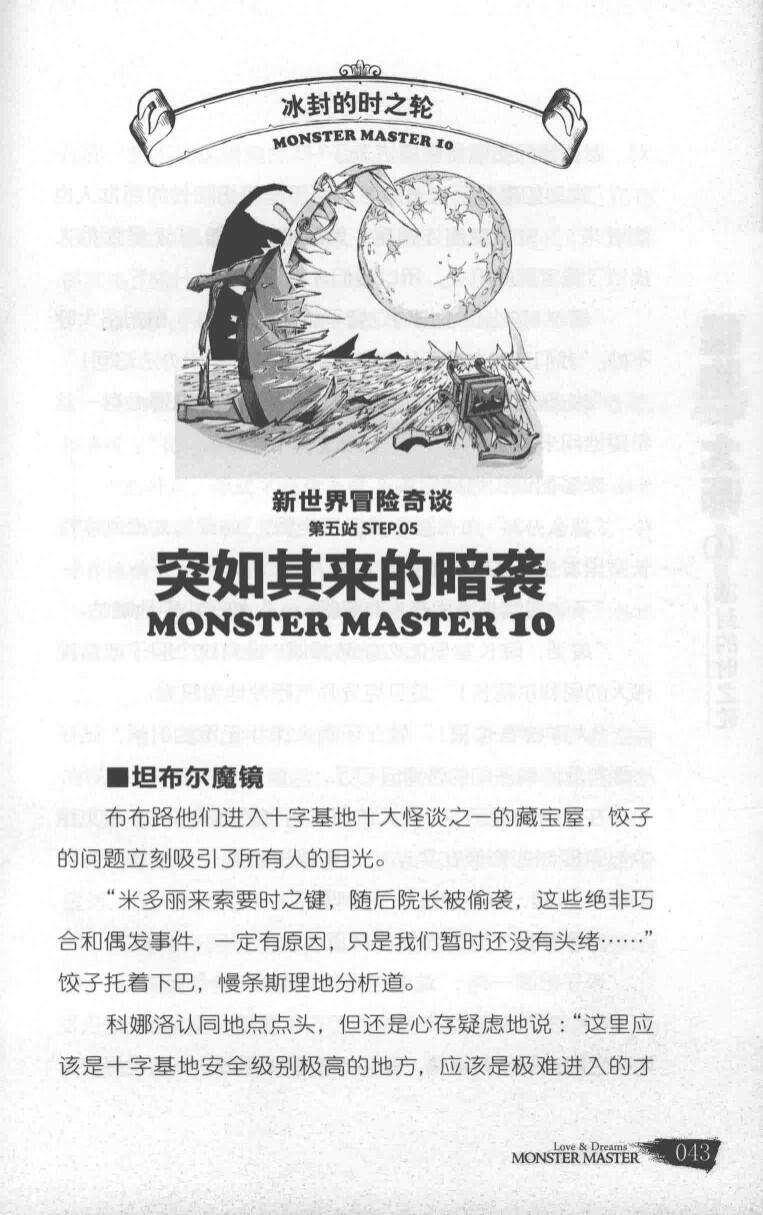 冰封的时之轮
MONSTER MASTER 10
新世界冒险奇谈
第五站 STEP.05
突如其来的暗袭
MONSTER MASTER 10
■坦布尔魔镜
布布路他们进入十字基地十大怪谈之一的藏宝屋，饺子
的问题立刻吸引了所有人的目光。
“米多丽来索要时之键，随后院长被偷袭，这些绝非巧
合和偶发事件，一定有原因，只是我们暂时还没有头绪……”
饺子托着下巴，慢条斯理地分析道。
科娜洛认同地点点头，但还是心存疑虑地说：“这里应
该是十字基地安全级别极高的地方，应该是极难进入的才
Love & Dreams
MONSTER MASTER
043